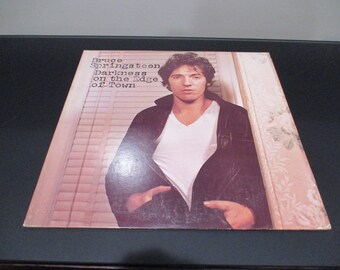 Bruce
Springsteen
Darkness
on the Edge
of Town